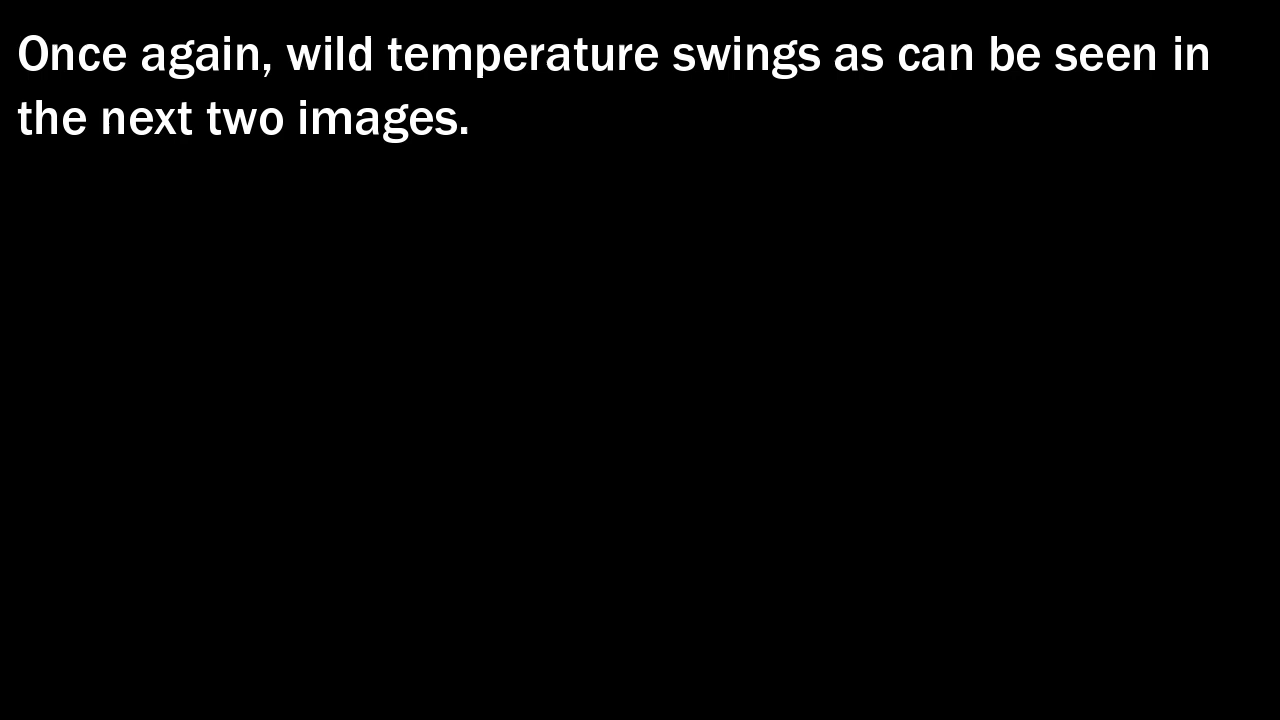 Once again, wild temperature swings as can be seen in
the next two images.